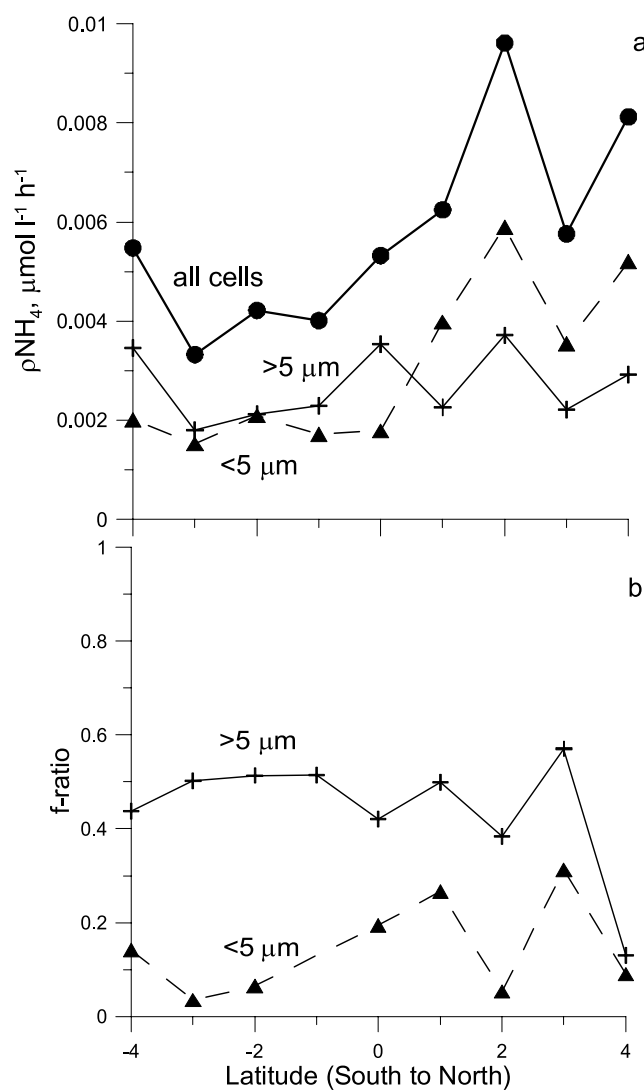 0.01
a
0.008
0.006
all cells
0.004
>5 μm
0.002
<5 μm
0
ρNH₄, μmol l⁻¹ h⁻¹
1
b
0.8
0.6
>5 μm
0.4
0.2
<5 μm
0
f-ratio
-4 -2 0 2 4
Latitude (South to North)